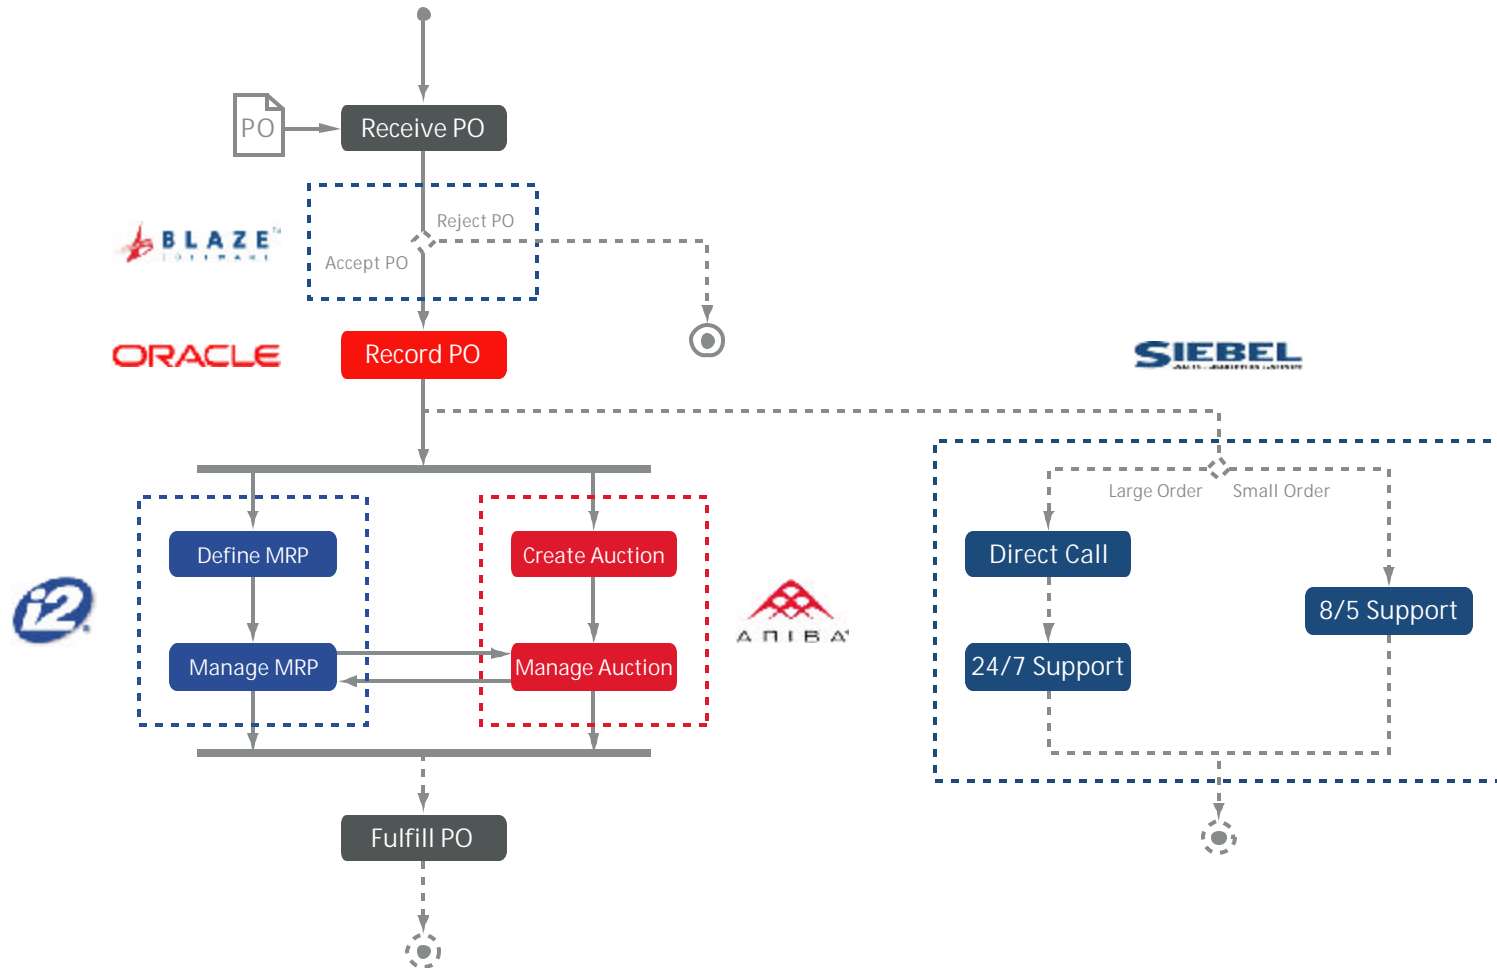 PO
Receive PO
Reject PO
BLAZE
SOFTWARE
Accept PO
ORACLE
Record PO
SIEBEL
Large Order
Small Order
Define MRP
Create Auction
Direct Call
i2
ARIBA
8/5 Support
Manage MRP
Manage Auction
24/7 Support
Fulfill PO